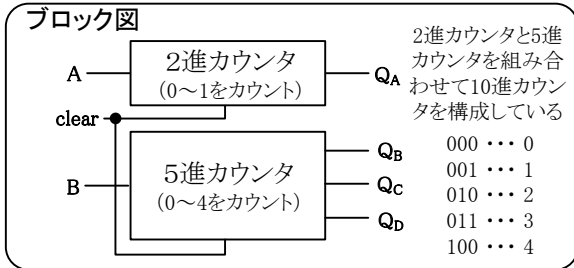 ブロック図
A
2進カウンタ
(0～1をカウント)
Q_A
clear
B
5進カウンタ
(0～4をカウント)
Q_B
Q_C
Q_D
2進カウンタと5進
カウンタを組み合
わせて10進カウン
タを構成している
000 ･･･ 0
001 ･･･ 1
010 ･･･ 2
011 ･･･ 3
100 ･･･ 4